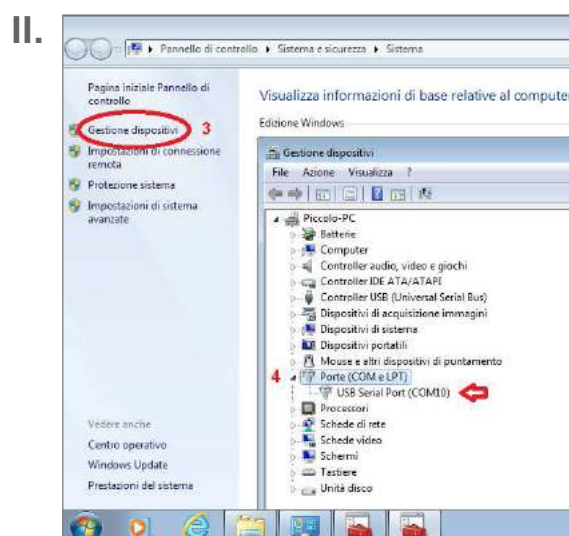 II.
Pannello di controllo ▸ Sistema e sicurezza ▸ Sistema
Pagina iniziale Pannello di
controllo
Gestione dispositivi 3
Impostazioni di connessione
remota
Protezione sistema
Impostazioni di sistema
avanzate
Vedere anche
Centro operativo
Windows Update
Prestazioni del sistema
Visualizza informazioni di base relative al compute
Edizione Windows
Gestione dispositivi
File Azione Visualizza ?
Piccolo-PC
Batterie
Computer
Controller audio, video e giochi
Controller IDE ATA/ATAPI
Controller USB (Universal Serial Bus)
Dispositivi di acquisizione immagini
Dispositivi di sistema
Dispositivi portatili
Mouse e altri dispositivi di puntamento
4 Porte (COM e LPT)
USB Serial Port (COM10)
Processori
Schede di rete
Schede video
Schermi
Tastiere
Unità disco